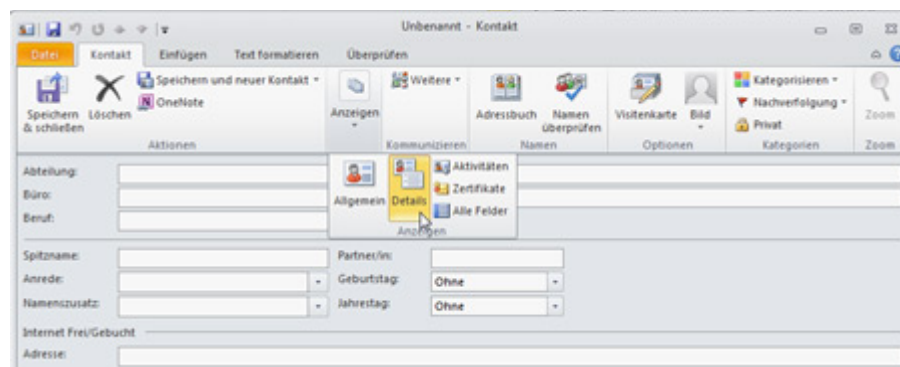 Unbenannt - Kontakt
Datei Kontakt Einfügen Text formatieren Überprüfen
Speichern & schließen
Löschen
Speichern und neuer Kontakt
OneNote
Aktionen
Anzeigen
Weitere
Kommunizieren
Adressbuch
Namen überprüfen
Namen
Visitenkarte
Bild
Optionen
Kategorisieren
Nachverfolgung
Privat
Kategorien
Zoom
Zoom
Allgemein
Details
Aktivitäten
Zertifikate
Alle Felder
Anzeigen
Abteilung:
Büro:
Beruf:
Spitzname: Partner/in:
Anrede: Geburtstag: Ohne
Namenszusatz: Jahrestag: Ohne
Internet Frei/Gebucht
Adresse: